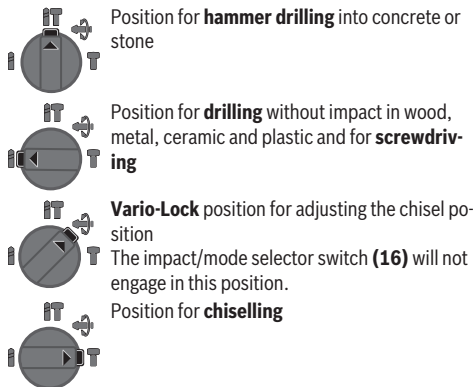 Position for hammer drilling into concrete or
stone
Position for drilling without impact in wood,
metal, ceramic and plastic and for screwdriv-
ing
Vario-Lock position for adjusting the chisel po-
sition
The impact/mode selector switch (16) will not
engage in this position.
Position for chiselling